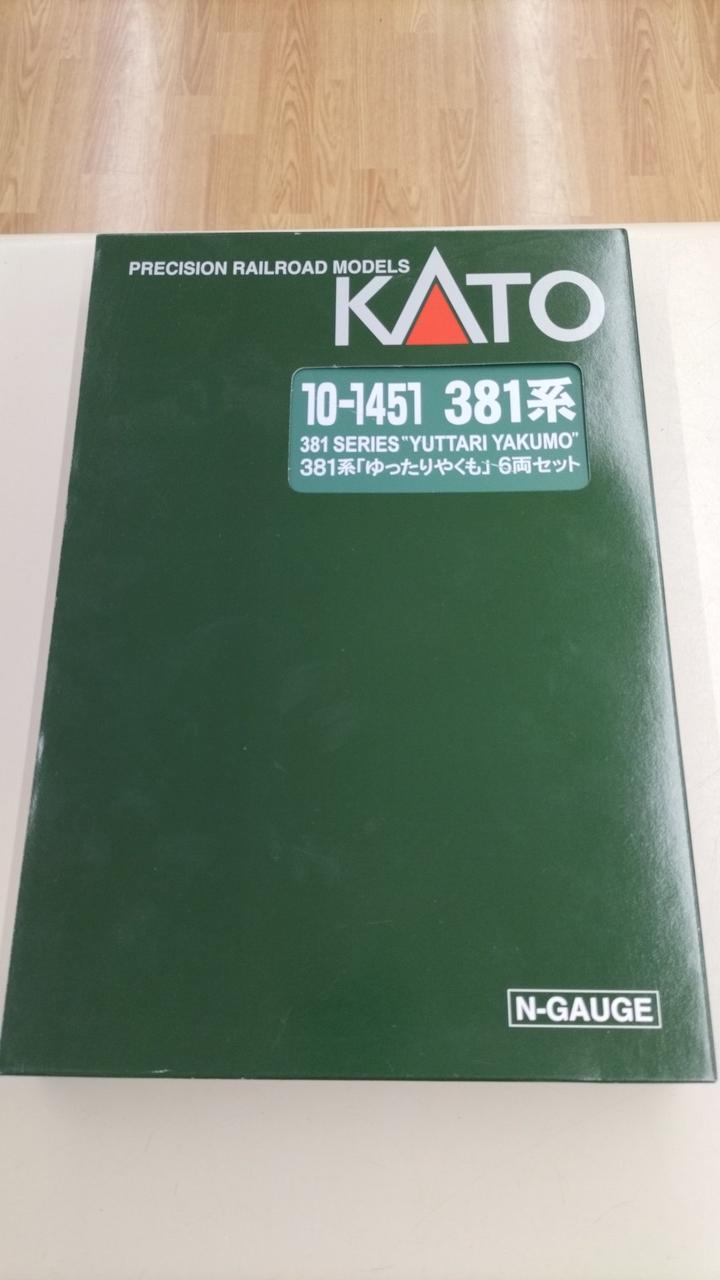 PRECISION RAILROAD MODELS
KATO
10-1451 381系
381 SERIES "YUTTARI YAKUMO"
381系「ゆったりやくも」6両セット
N-GAUGE